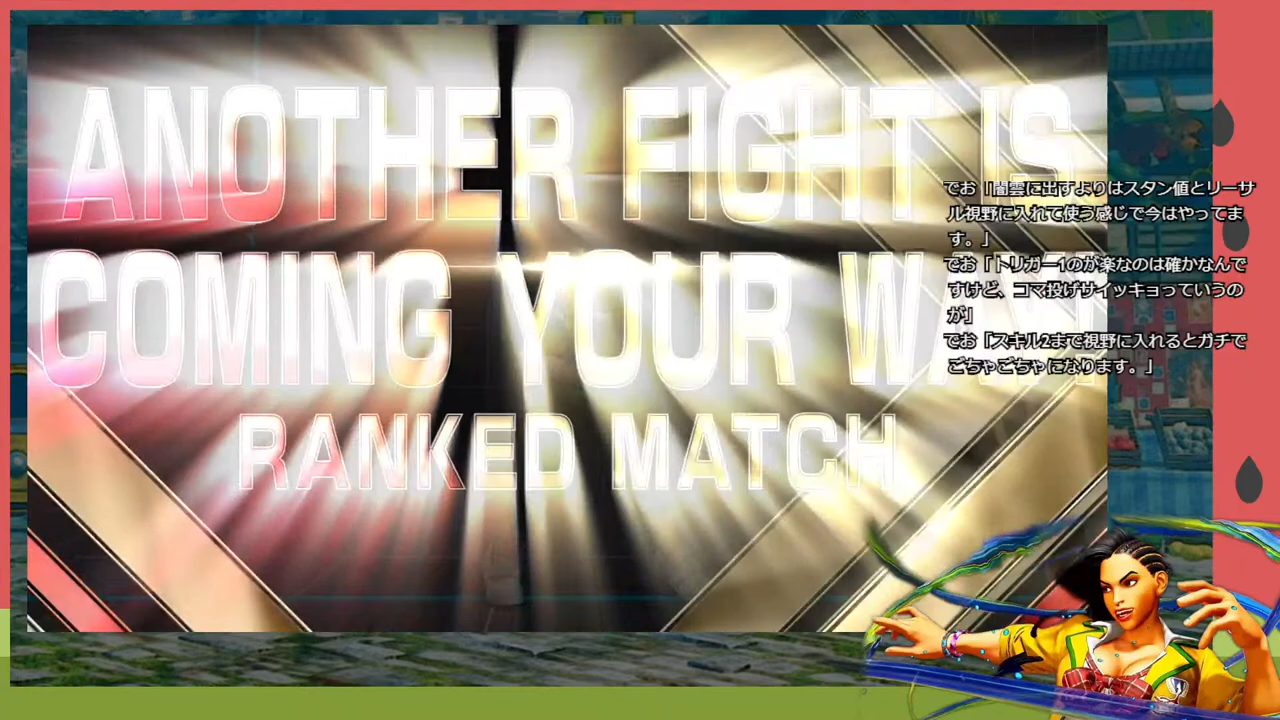 ANOTHER FIGHT IS
COMING YOUR WAY!
RANKED MATCH
でお「闇雲に出すよりはスタン値とリーサ
ル視野に入れて使う感じで今はやってま
す。」
でお「トリガー1のが楽なのは確かなんで
すけど、コマ投げサイッキョっていうの
が」
でお「スキル2まで視野に入れるとガチで
ごちゃごちゃになります。」